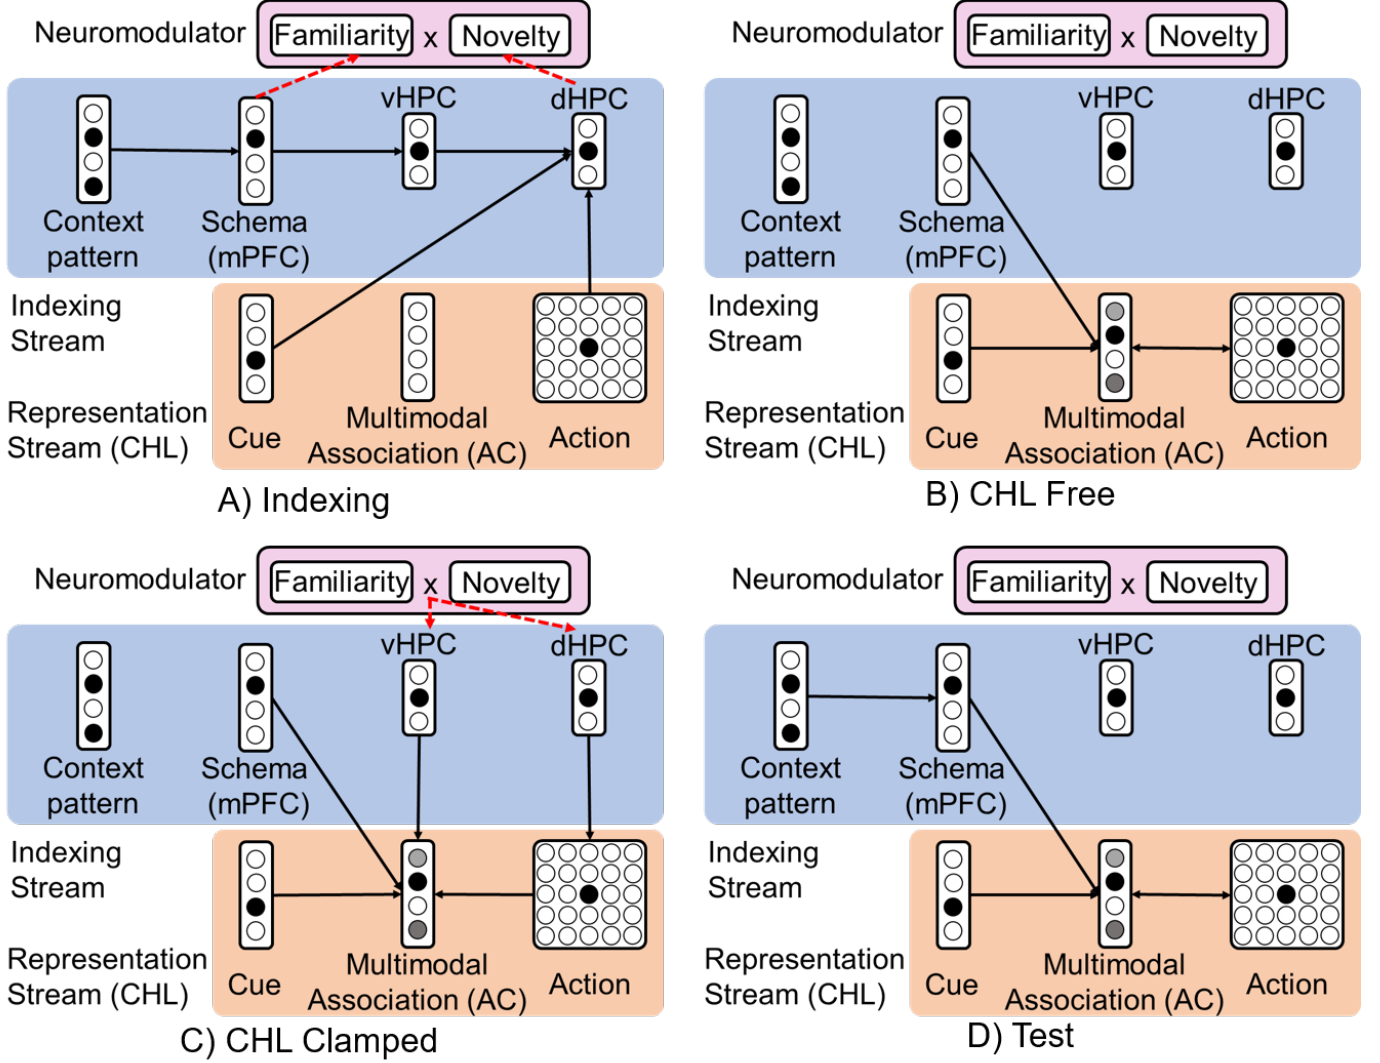 Neuromodulator
Familiarity x Novelty
vHPC
dHPC
Context
pattern
Schema
(mPFC)
Indexing
Stream
Representation
Stream (CHL)
Cue
Multimodal
Association (AC)
Action
A) Indexing
Neuromodulator
Familiarity x Novelty
vHPC
dHPC
Context
pattern
Schema
(mPFC)
Indexing
Stream
Representation
Stream (CHL)
Cue
Multimodal
Association (AC)
Action
B) CHL Free
Neuromodulator
Familiarity x Novelty
vHPC
dHPC
Context
pattern
Schema
(mPFC)
Indexing
Stream
Representation
Stream (CHL)
Cue
Multimodal
Association (AC)
Action
C) CHL Clamped
Neuromodulator
Familiarity x Novelty
vHPC
dHPC
Context
pattern
Schema
(mPFC)
Indexing
Stream
Representation
Stream (CHL)
Cue
Multimodal
Association (AC)
Action
D) Test